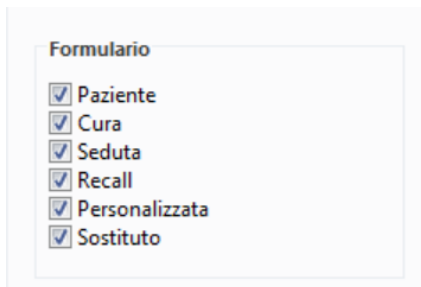 Formulario
Paziente
Cura
Seduta
Recall
Personalizzata
Sostituto